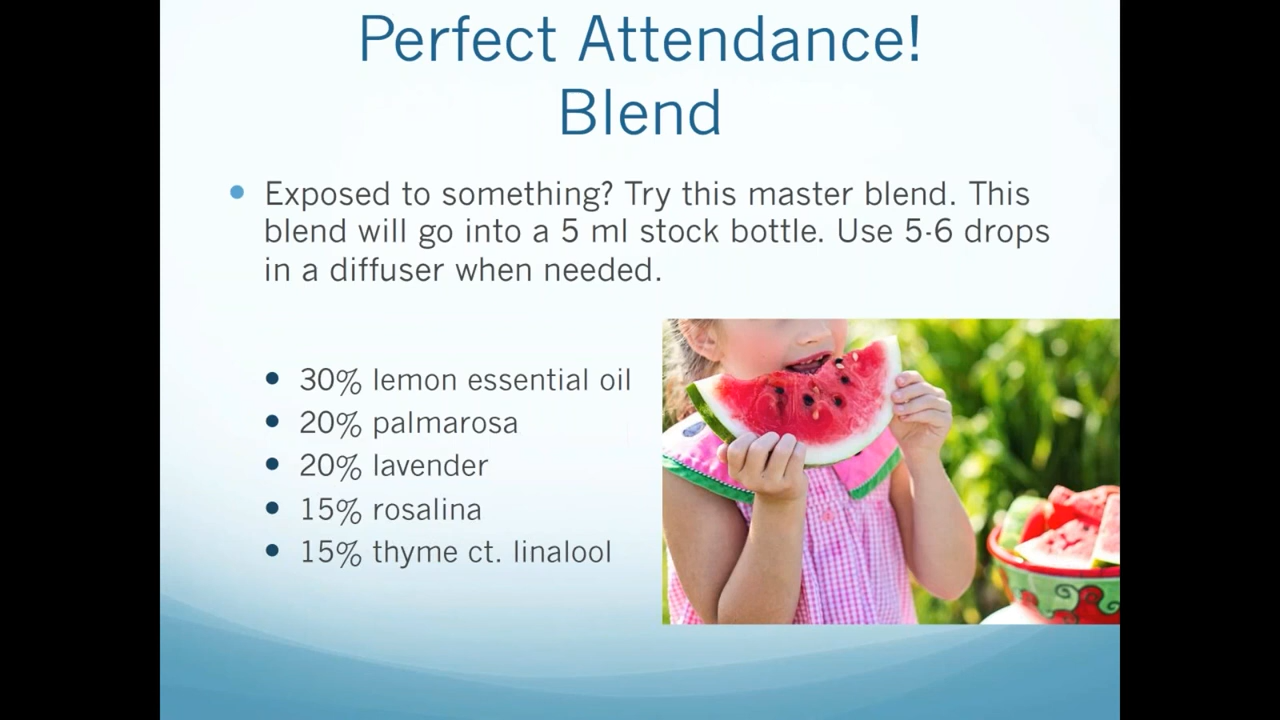 Perfect Attendance!
Blend
Exposed to something? Try this master blend. This
blend will go into a 5 ml stock bottle. Use 5-6 drops
in a diffuser when needed.
30% lemon essential oil
20% palmarosa
20% lavender
15% rosalina
15% thyme ct. linalool